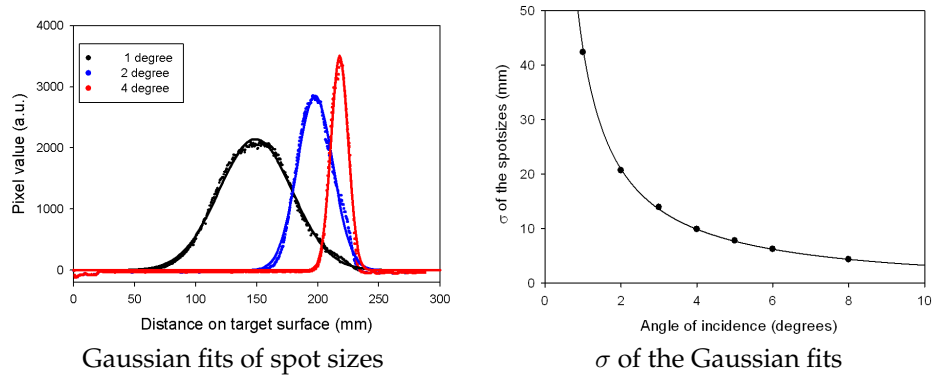 4000
3000
2000
1000
0
Pixel value (a.u.)
1 degree
2 degree
4 degree
0 50 100 150 200 250 300
Distance on target surface (mm)
Gaussian fits of spot sizes
50
40
30
20
10
0
σ of the spotsizes (mm)
0 2 4 6 8 10
Angle of incidence (degrees)
σ of the Gaussian fits